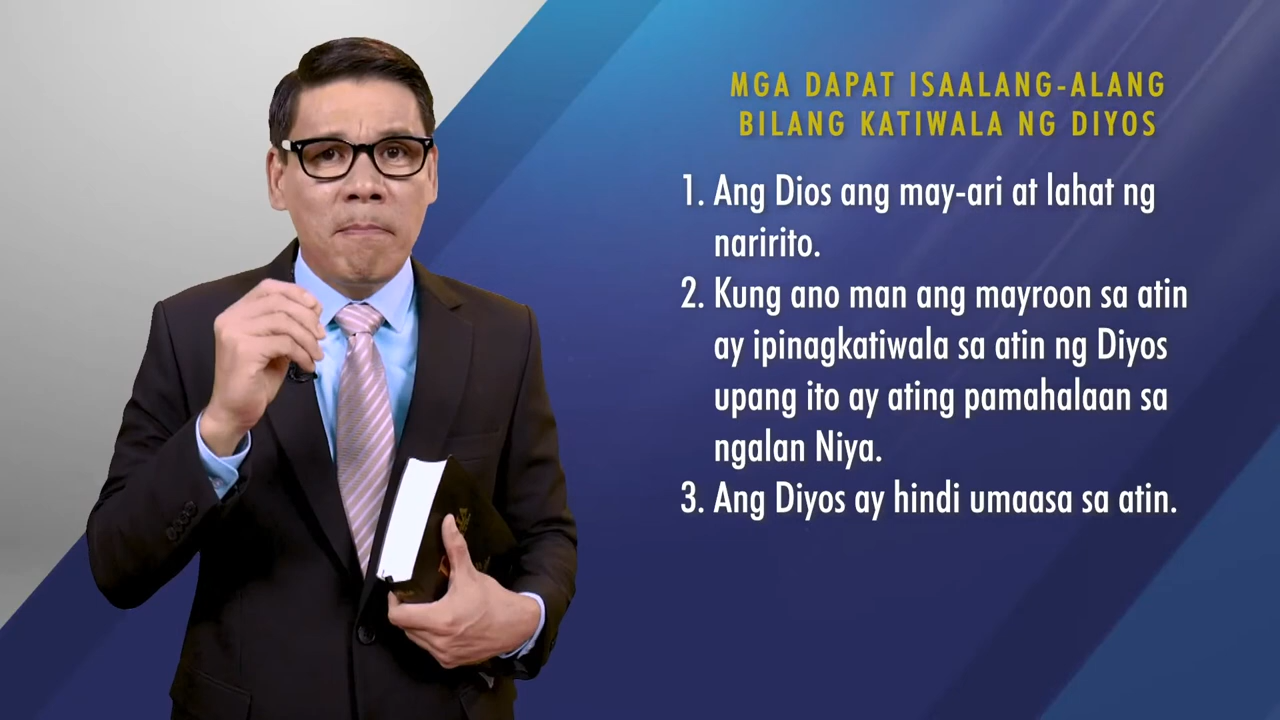 MGA DAPAT ISAALANG-ALANG
BILANG KATIWALA NG DIYOS
1. Ang Dios ang may-ari at lahat ng
naririto.
2. Kung ano man ang mayroon sa atin
ay ipinagkatiwala sa atin ng Diyos
upang ito ay ating pamahalaan sa
ngalan Niya.
3. Ang Diyos ay hindi umaasa sa atin.